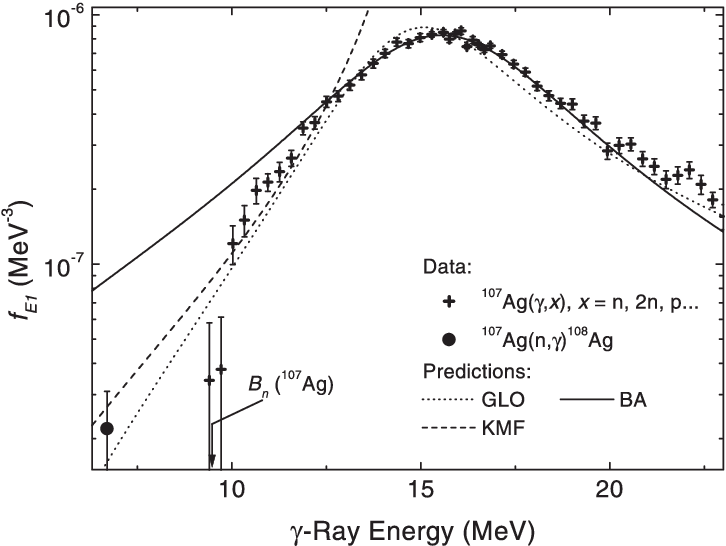 10⁻⁶
10⁻⁷
f_E1 (MeV⁻³)
Data:
¹⁰⁷Ag(γ,x), x = n, 2n, p...
¹⁰⁷Ag(n,γ)¹⁰⁸Ag
Predictions:
GLO BA
KMF
B_n (¹⁰⁷Ag)
10 15 20
γ-Ray Energy (MeV)